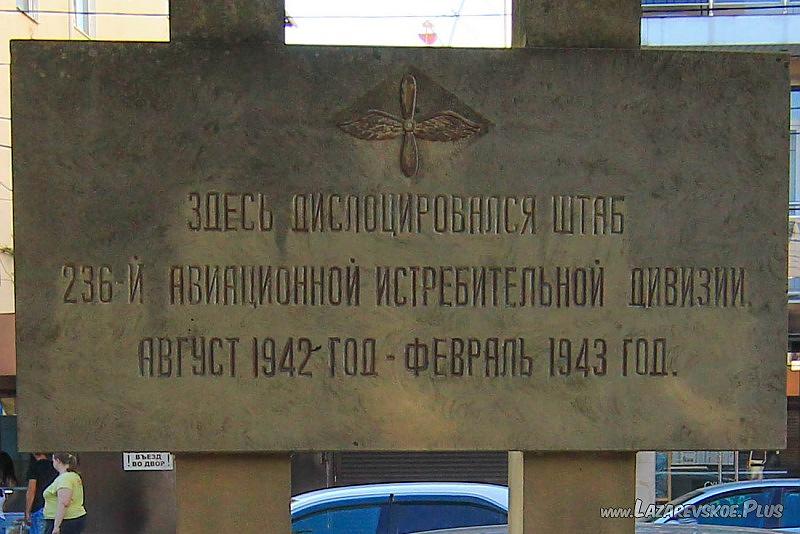 ЗДЕСЬ ДИСЛОЦИРОВАЛСЯ ШТАБ
236-Й АВИАЦИОННОЙ ИСТРЕБИТЕЛЬНОЙ ДИВИЗИИ.
АВГУСТ 1942 ГОД - ФЕВРАЛЬ 1943 ГОД.
! ВЪЕЗД !
ВО ДВОР
www.Lazarevskoe.Plus